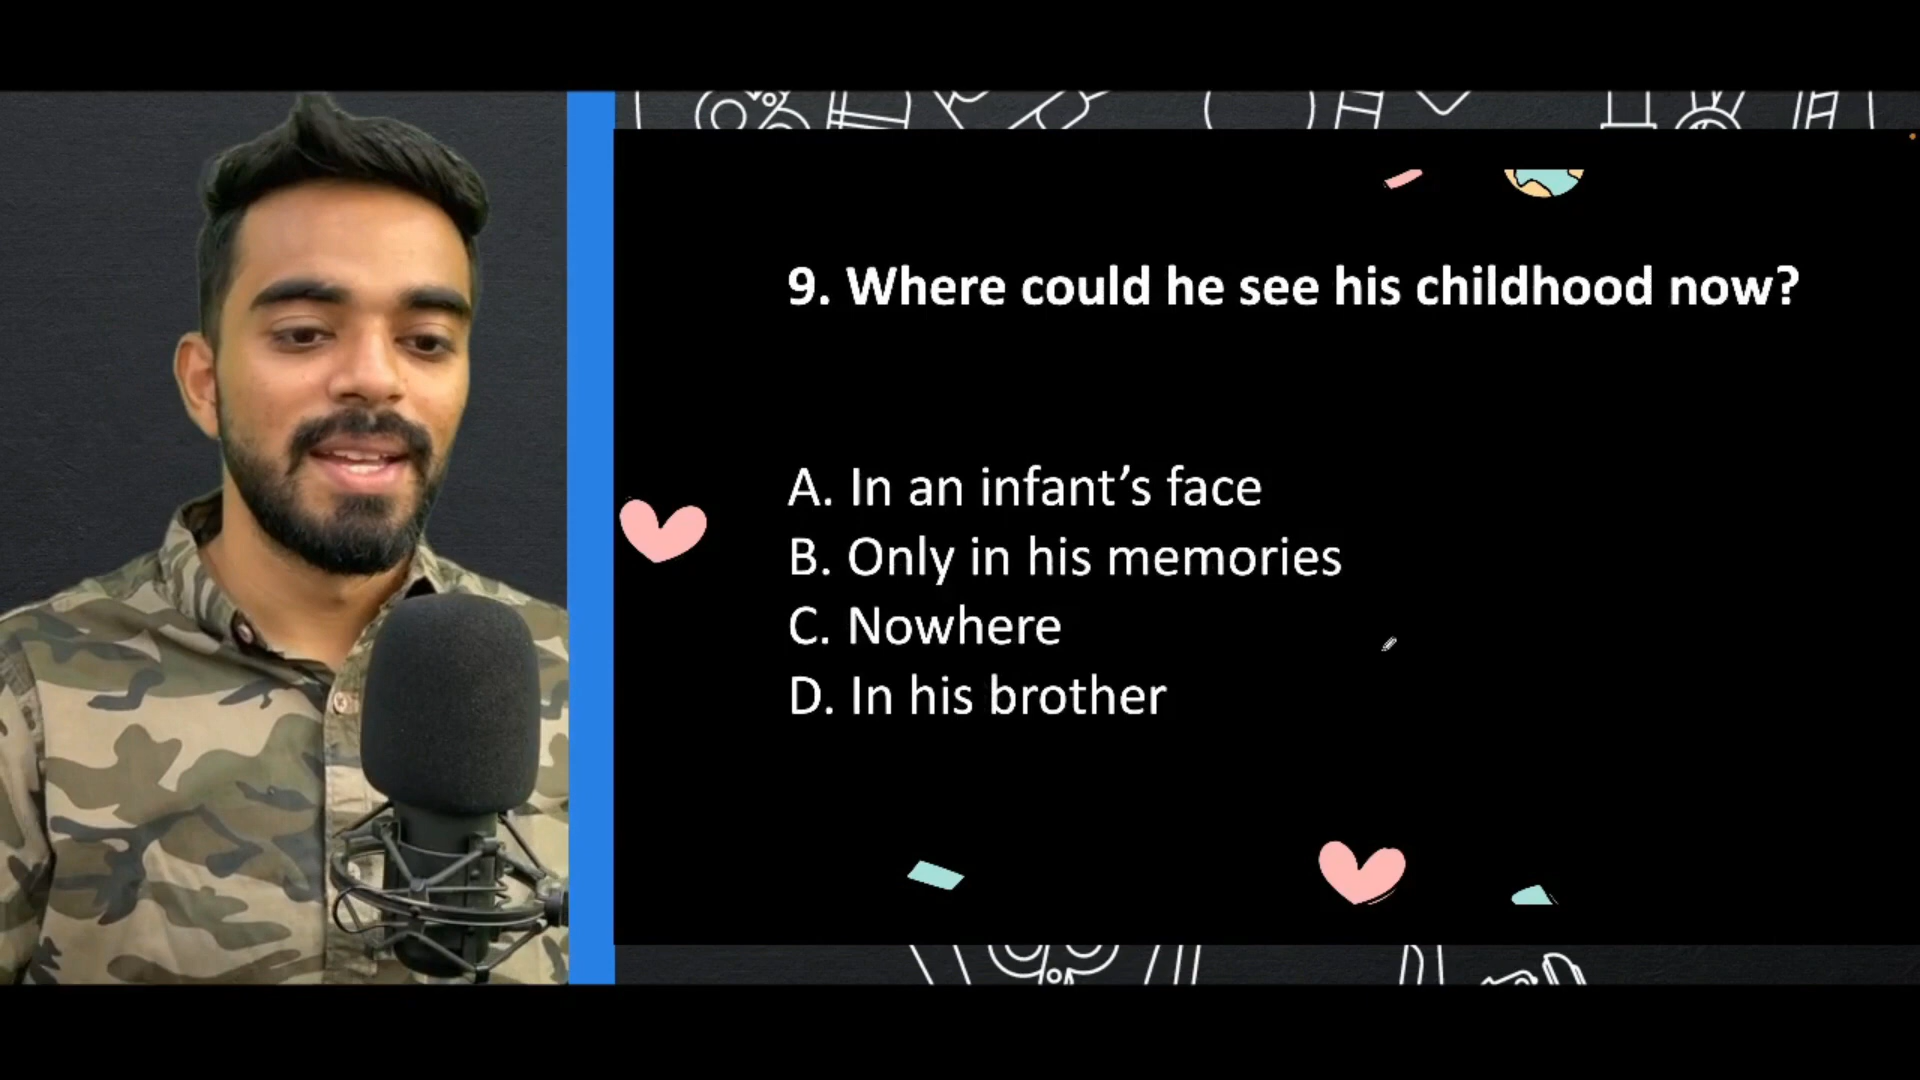 9. Where could he see his childhood now?
A. In an infant’s face
B. Only in his memories
C. Nowhere
D. In his brother